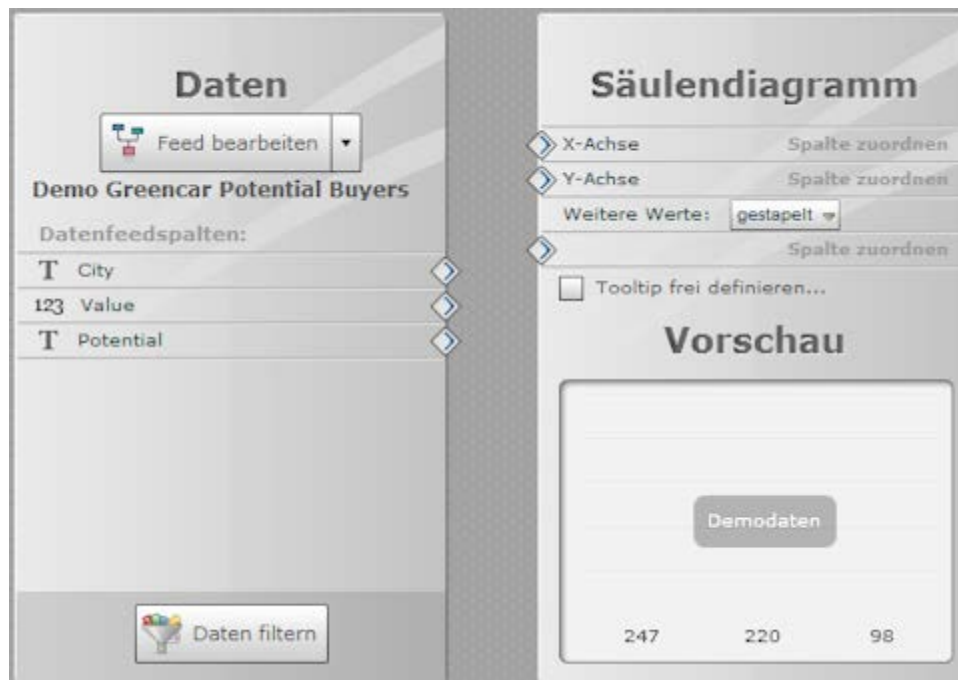 Daten
Feed bearbeiten
Demo Greencar Potential Buyers
Datenfeedspalten:
T City
123 Value
T Potential
Daten filtern
Säulendiagramm
X-Achse Spalte zuordnen
Y-Achse Spalte zuordnen
Weitere Werte: gestapelt
Spalte zuordnen
Tooltip frei definieren...
Vorschau
Demodaten
247 220 98